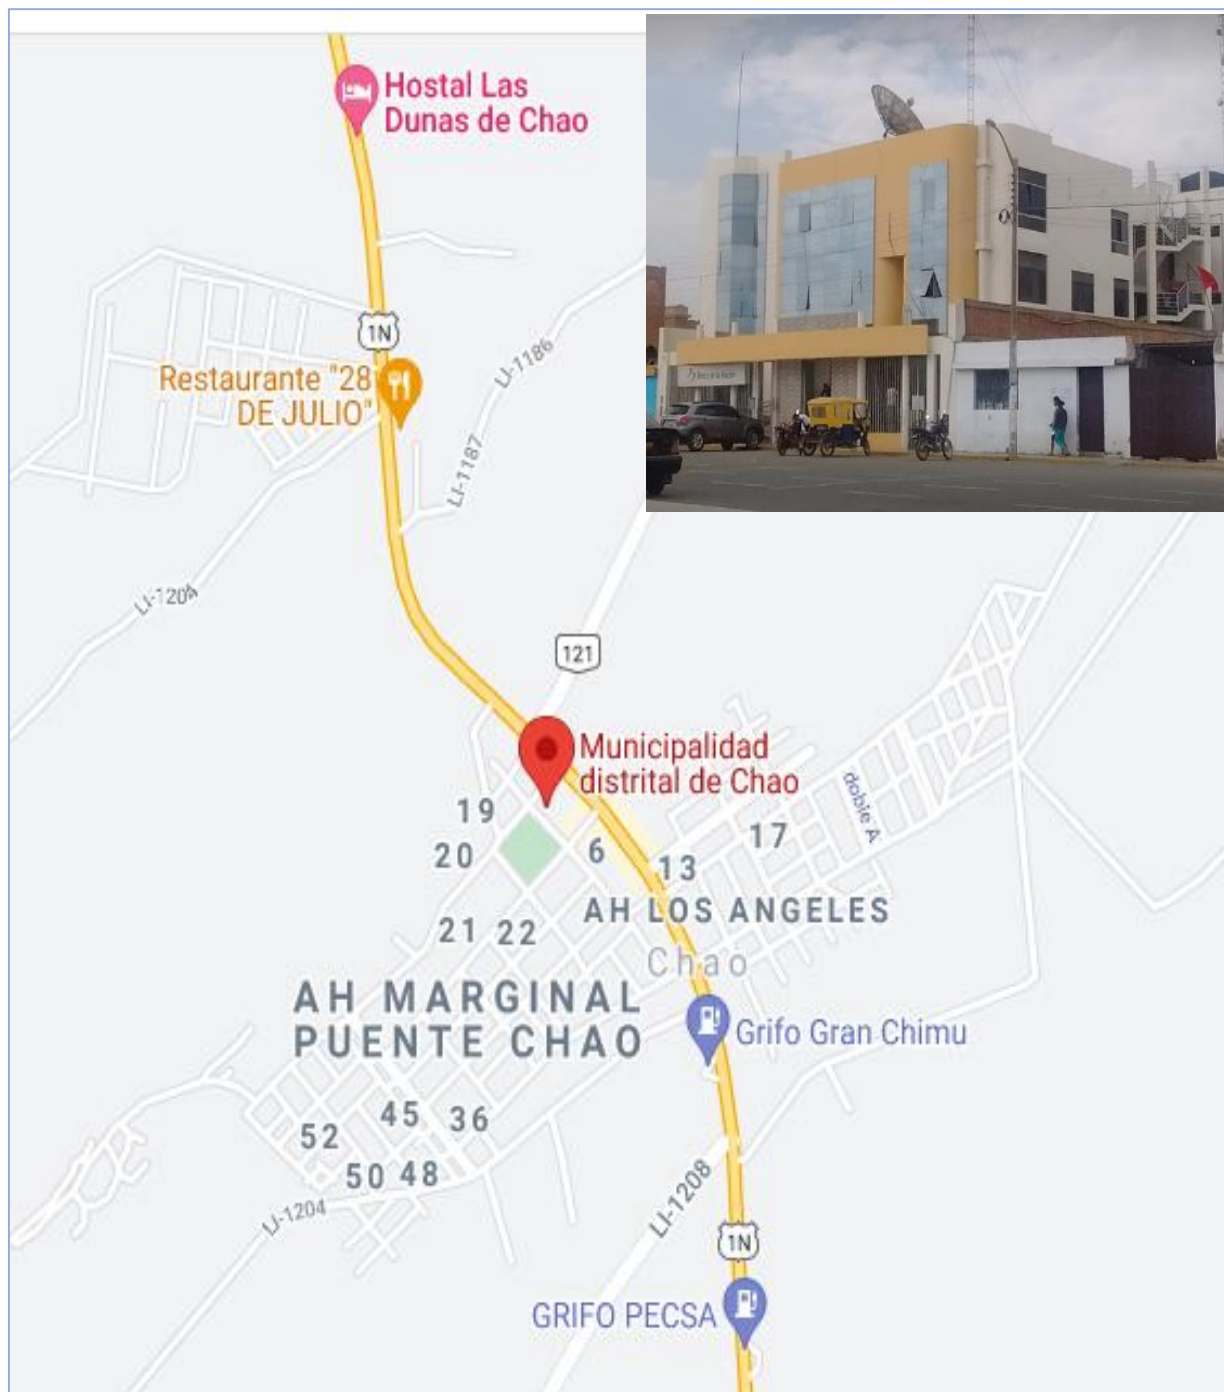 Hostal Las
Dunas de Chao
1N
LI-1186
Restaurante "28
DE JULIO"
LI-1187
LI-1204
121
Municipalidad
distrital de Chao
doble A
19
17
20
6
13
AH LOS ANGELES
21 22
Chao
AH MARGINAL
PUENTE CHAO
Grifo Gran Chimu
45
36
52
50 48
LI-1208
LI-1204
1N
GRIFO PECSA